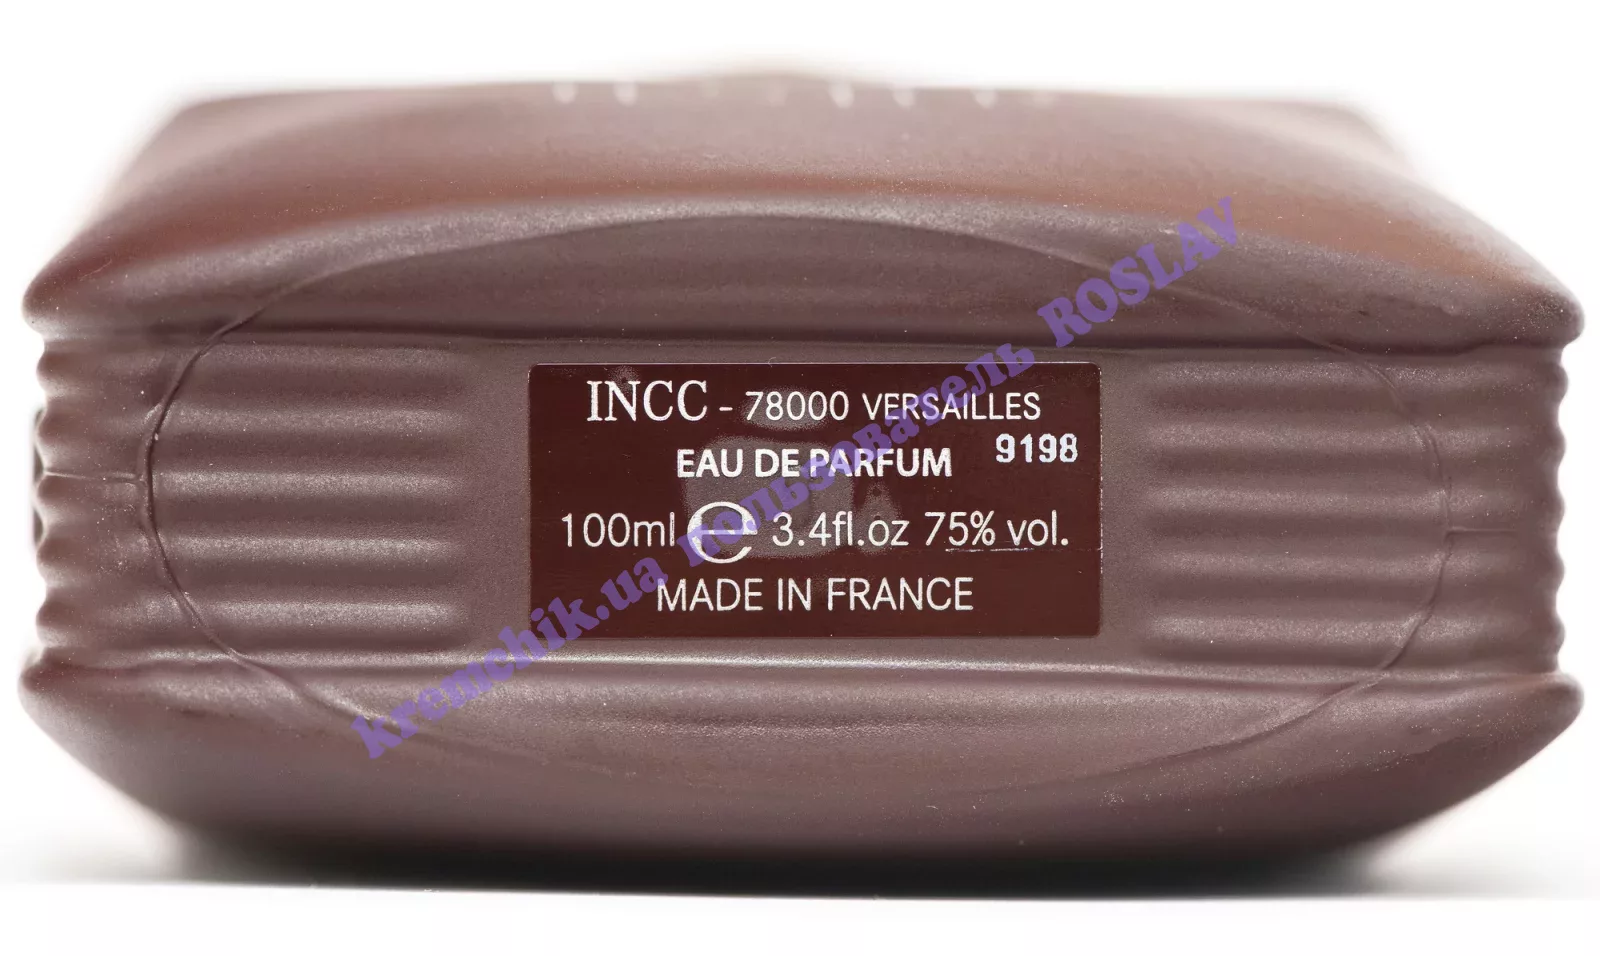 INCC - 78000 VERSAILLES
EAU DE PARFUM 9198
100ml e 3.4fl.oz 75% vol.
MADE IN FRANCE
kremchik.ua пользователь ROSLAV